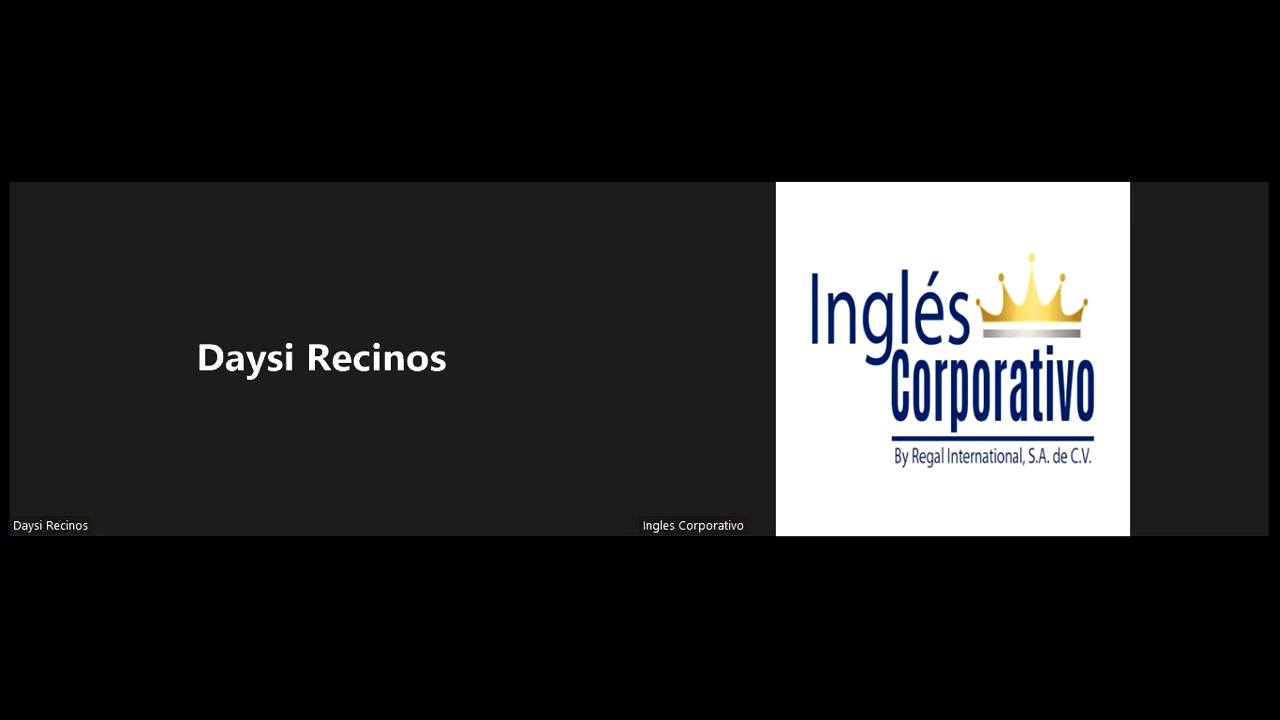 Daysi Recinos
Daysi Recinos
Inglés
Corporativo
By Regal International, S.A. de C.V.
Ingles Corporativo